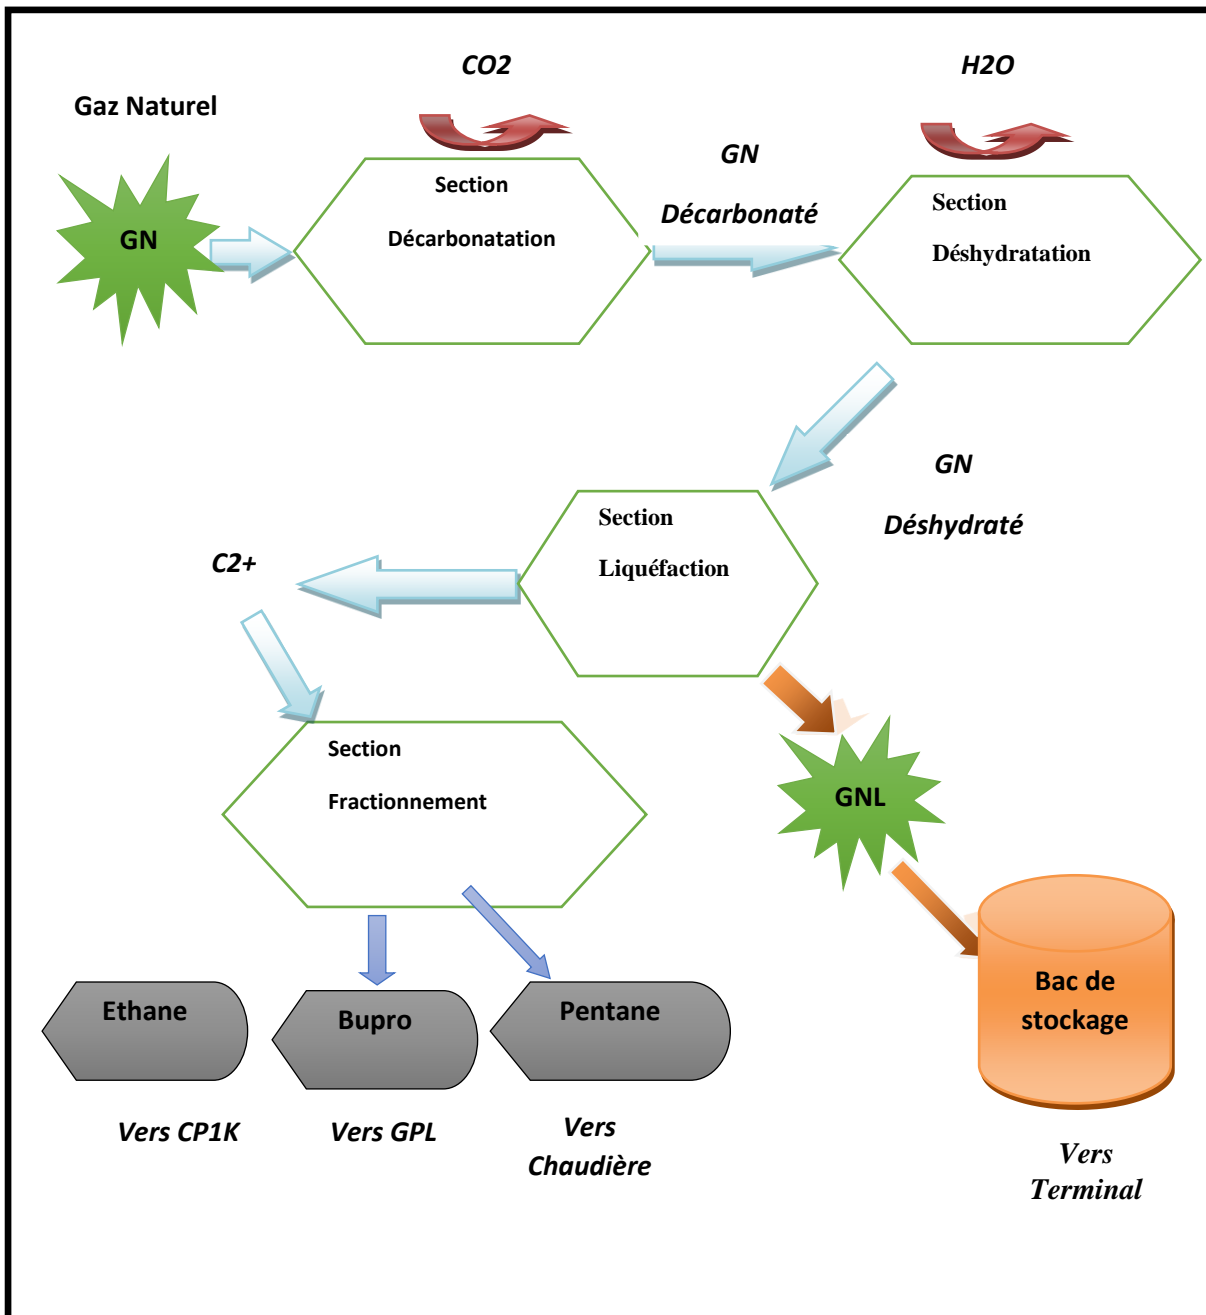 CO2
H2O
Gaz Naturel
GN
Section
Décarbonatation
GN
Décarbonaté
Section
Déshydratation
GN
Déshydraté
Section
Liquéfaction
C2+
Section
Fractionnement
GNL
Bac de
stockage
Ethane
Bupro
Pentane
Vers CP1K
Vers GPL
Vers
Chaudière
Vers
Terminal